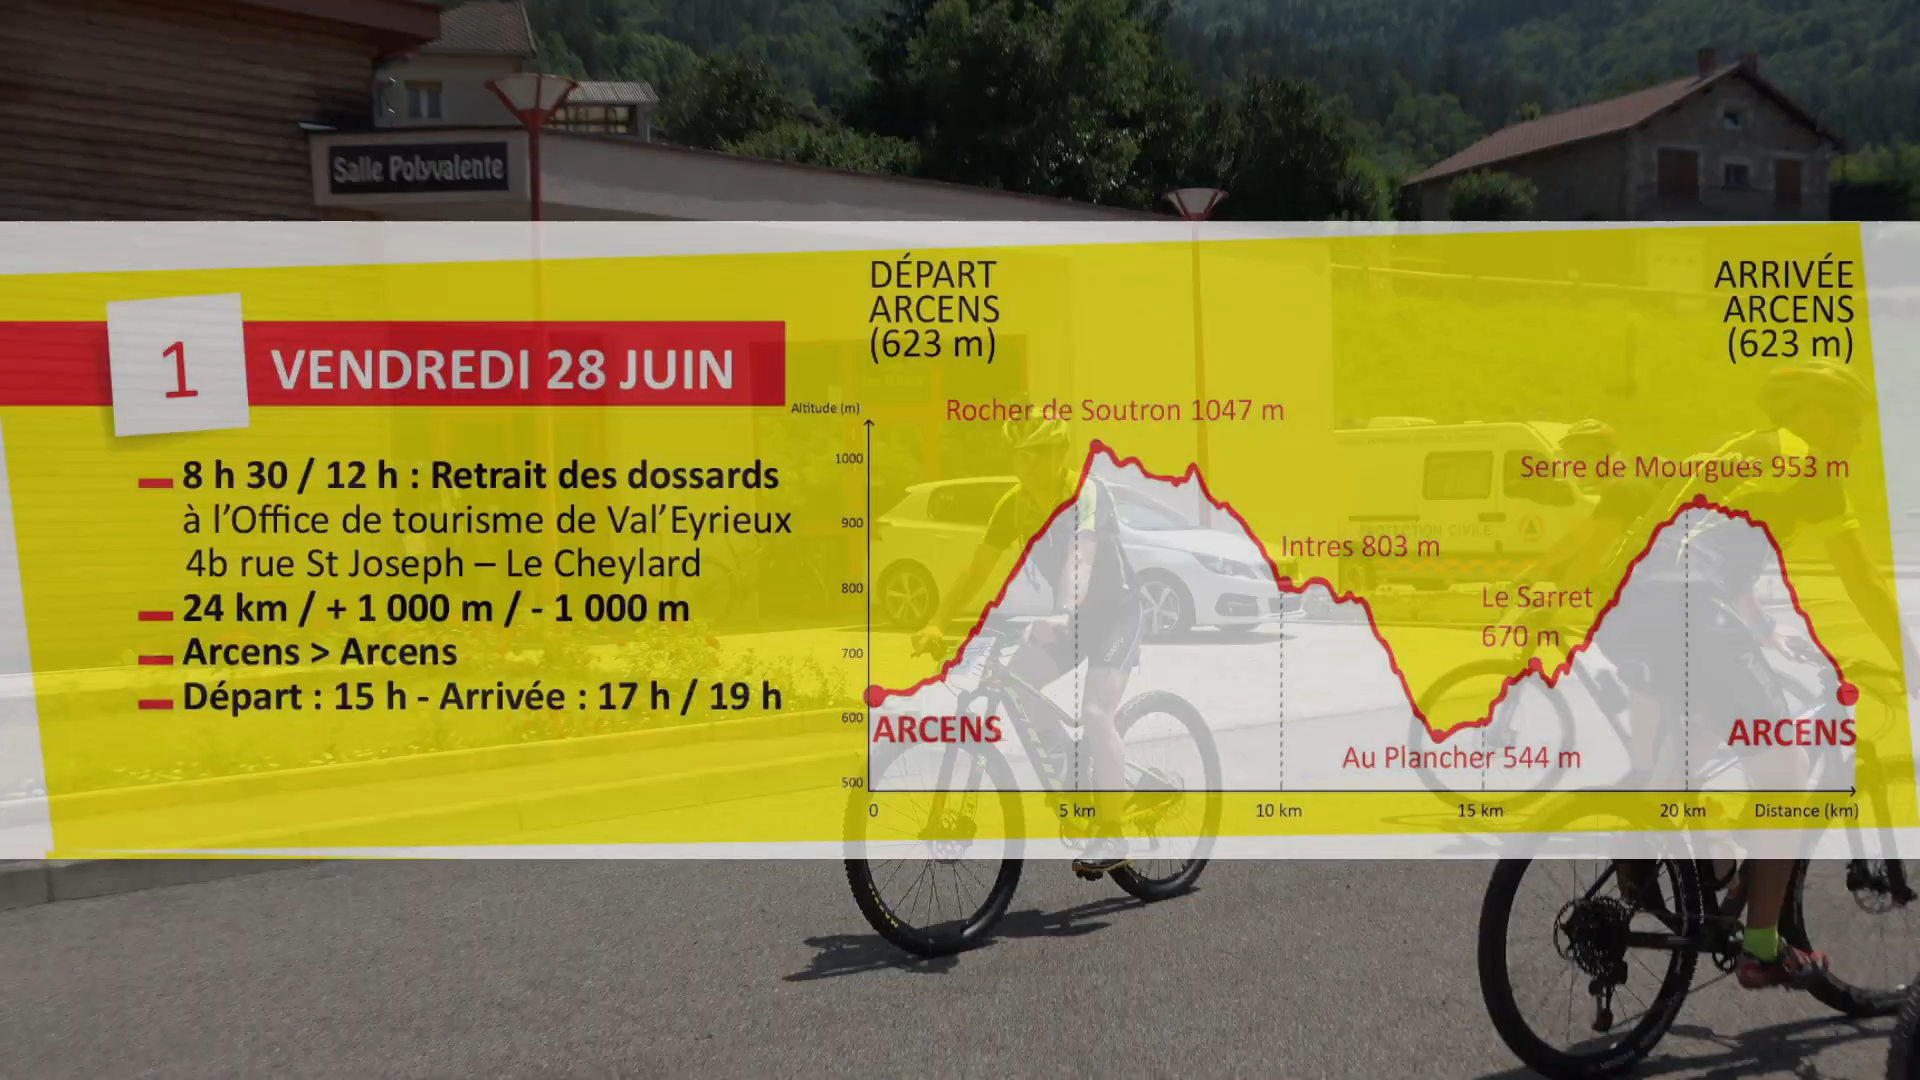 Salle Polyvalente
1
VENDREDI 28 JUIN
8 h 30 / 12 h : Retrait des dossards
à l'Office de tourisme de Val'Eyrieux
4b rue St Joseph – Le Cheylard
24 km / + 1 000 m / - 1 000 m
Arcens > Arcens
Départ : 15 h - Arrivée : 17 h / 19 h
DÉPART
ARCENS
(623 m)
ARRIVÉE
ARCENS
(623 m)
Altitude (m)
1000
900
800
700
600
500
Rocher de Soutron 1047 m
Serre de Mourgues 953 m
Intres 803 m
Le Sarret
670 m
Au Plancher 544 m
ARCENS
ARCENS
0
5 km
10 km
15 km
20 km
Distance (km)
PROTECTION CIVILE